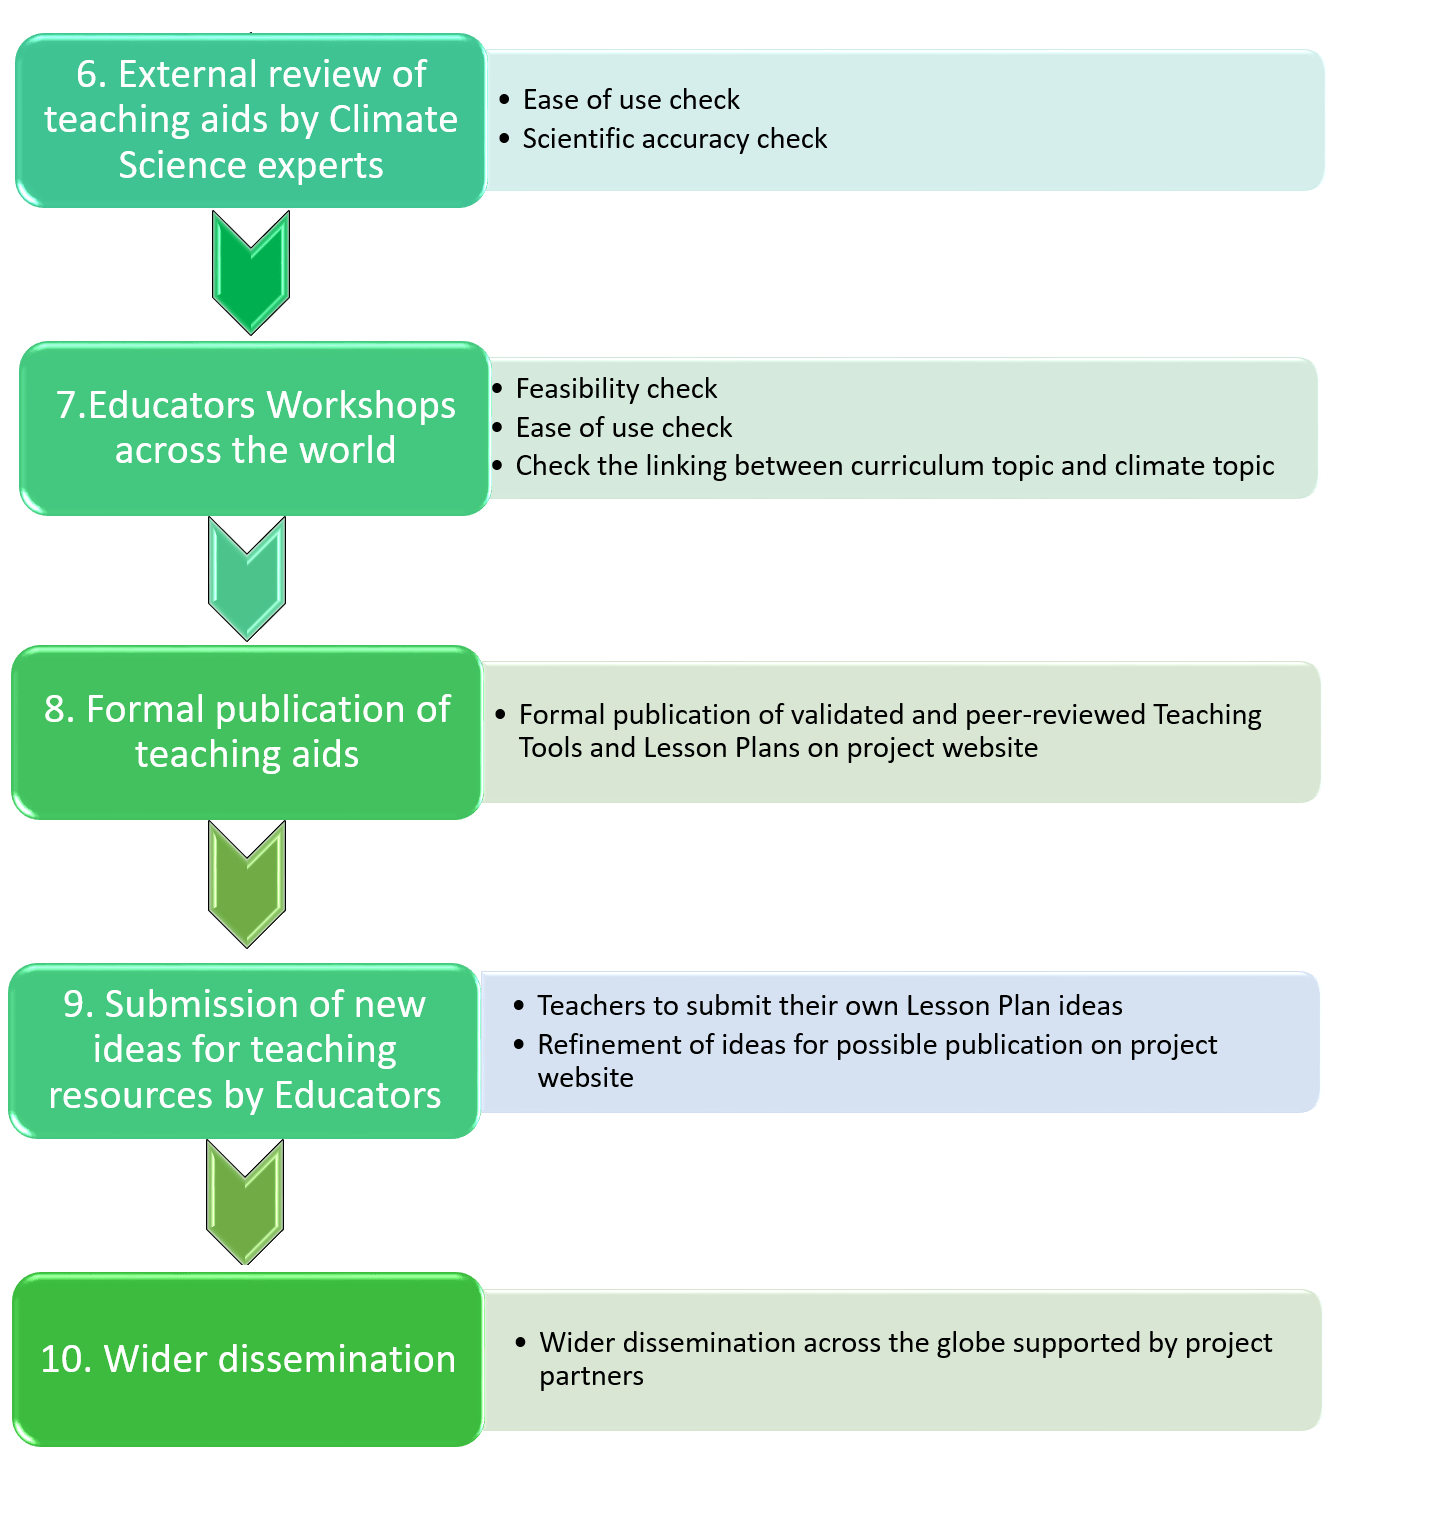 6. External review of
teaching aids by Climate
Science experts
• Ease of use check
• Scientific accuracy check
7.Educators Workshops
across the world
• Feasibility check
• Ease of use check
• Check the linking between curriculum topic and climate topic
8. Formal publication of
teaching aids
• Formal publication of validated and peer-reviewed Teaching
Tools and Lesson Plans on project website
9. Submission of new
ideas for teaching
resources by Educators
• Teachers to submit their own Lesson Plan ideas
• Refinement of ideas for possible publication on project
website
10. Wider dissemination
• Wider dissemination across the globe supported by project
partners